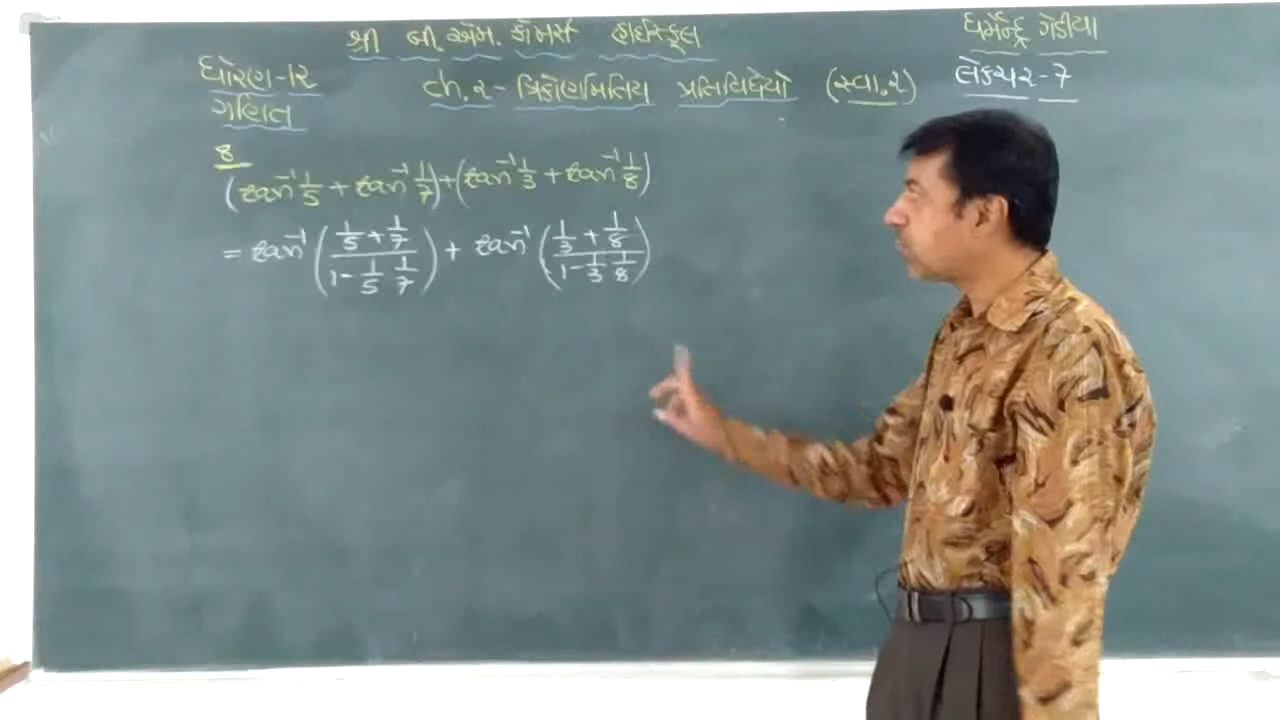 શ્રી બી. એમ. કોમર્સ હાઈસ્કૂલ
ધર્મેન્દ્ર ગેડીયા
ધોરણ-૧૨
ch. ૨ - ત્રિકોણમિતિય પ્રતિવિધેયો (સ્વા. ૨)
લેક્ચર - 7
ગણિત
8
(tan⁻¹ 1/5 + tan⁻¹ 1/7) + (tan⁻¹ 1/3 + tan⁻¹ 1/8)
= tan⁻¹ ((1/5 + 1/7)/(1 - 1/5 1/7)) + tan⁻¹ ((1/3 + 1/8)/(1 - 1/3 1/8))